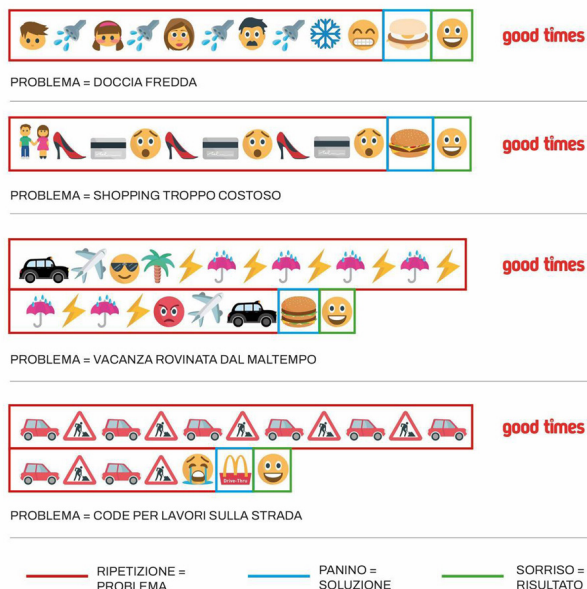 good times
PROBLEMA = DOCCIA FREDDA
good times
PROBLEMA = SHOPPING TROPPO COSTOSO
good times
PROBLEMA = VACANZA ROVINATA DAL MALTEMPO
good times
Drive-Thru
PROBLEMA = CODE PER LAVORI SULLA STRADA
RIPETIZIONE =
PROBLEMA
PANINO =
SOLUZIONE
SORRISO =
RISULTATO